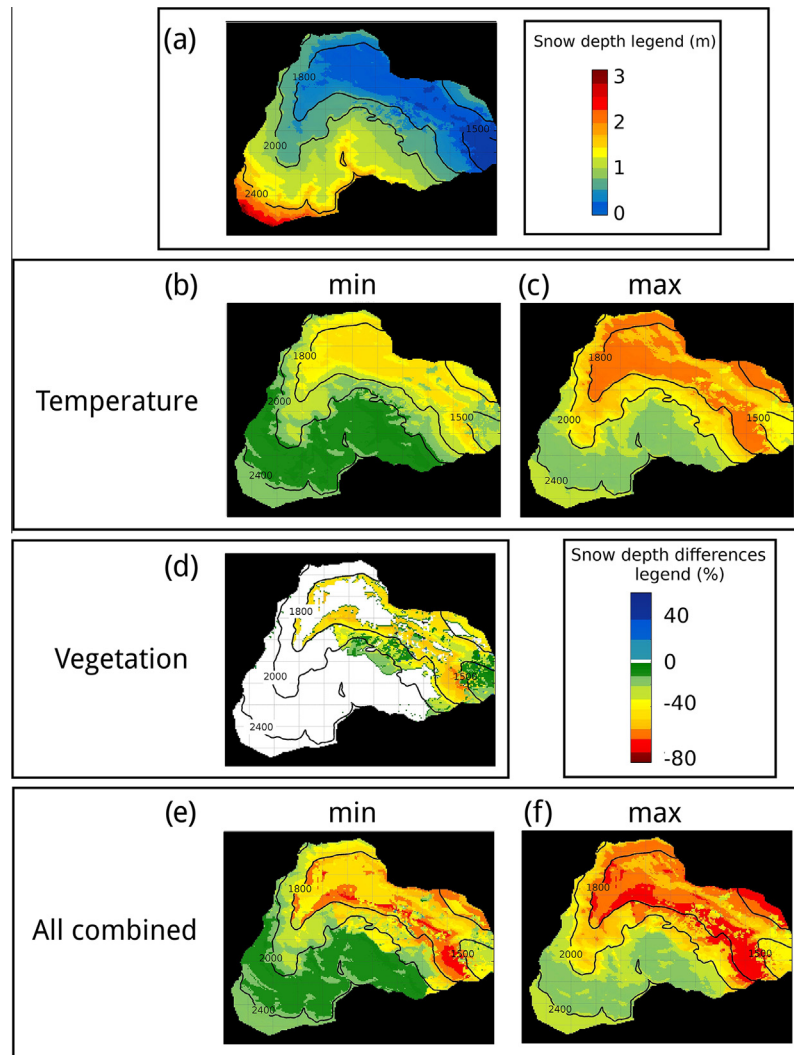 (a)
Snow depth legend (m)
3
2
1
0
1800
2000
2400
1500
(b)
min
(c)
max
Temperature
1800
2000
2400
1500
1800
2000
2400
1500
(d)
Vegetation
1800
2000
2400
1500
Snow depth differences
legend (%)
40
0
-40
-80
(e)
min
(f)
max
All combined
1800
2000
2400
1500
1800
2000
2400
1500